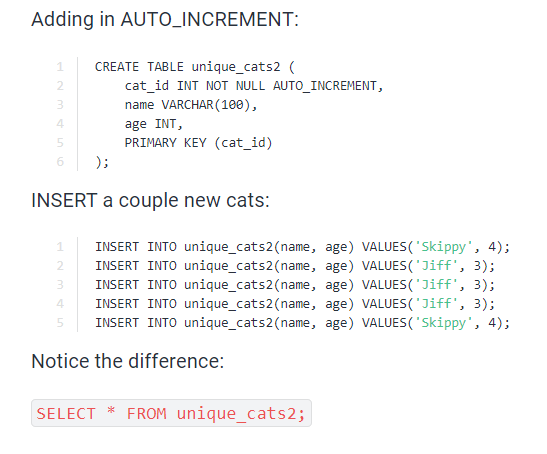 Adding in AUTO_INCREMENT:
1 CREATE TABLE unique_cats2 (
2     cat_id INT NOT NULL AUTO_INCREMENT,
3     name VARCHAR(100),
4     age INT,
5     PRIMARY KEY (cat_id)
6 );
INSERT a couple new cats:
1 INSERT INTO unique_cats2(name, age) VALUES('Skippy', 4);
2 INSERT INTO unique_cats2(name, age) VALUES('Jiff', 3);
3 INSERT INTO unique_cats2(name, age) VALUES('Jiff', 3);
4 INSERT INTO unique_cats2(name, age) VALUES('Jiff', 3);
5 INSERT INTO unique_cats2(name, age) VALUES('Skippy', 4);
Notice the difference:
SELECT * FROM unique_cats2;